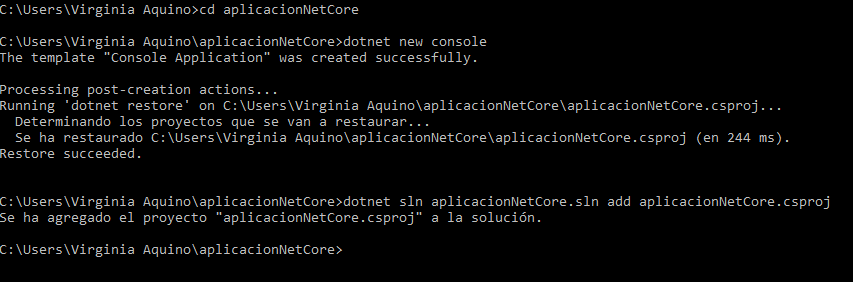 C:\Users\Virginia Aquino>cd aplicacionNetCore
C:\Users\Virginia Aquino\aplicacionNetCore>dotnet new console
The template "Console Application" was created successfully.
Processing post-creation actions...
Running 'dotnet restore' on C:\Users\Virginia Aquino\aplicacionNetCore\aplicacionNetCore.csproj...
  Determinando los proyectos que se van a restaurar...
  Se ha restaurado C:\Users\Virginia Aquino\aplicacionNetCore\aplicacionNetCore.csproj (en 244 ms).
Restore succeeded.
C:\Users\Virginia Aquino\aplicacionNetCore>dotnet sln aplicacionNetCore.sln add aplicacionNetCore.csproj
Se ha agregado el proyecto "aplicacionNetCore.csproj" a la solución.
C:\Users\Virginia Aquino\aplicacionNetCore>